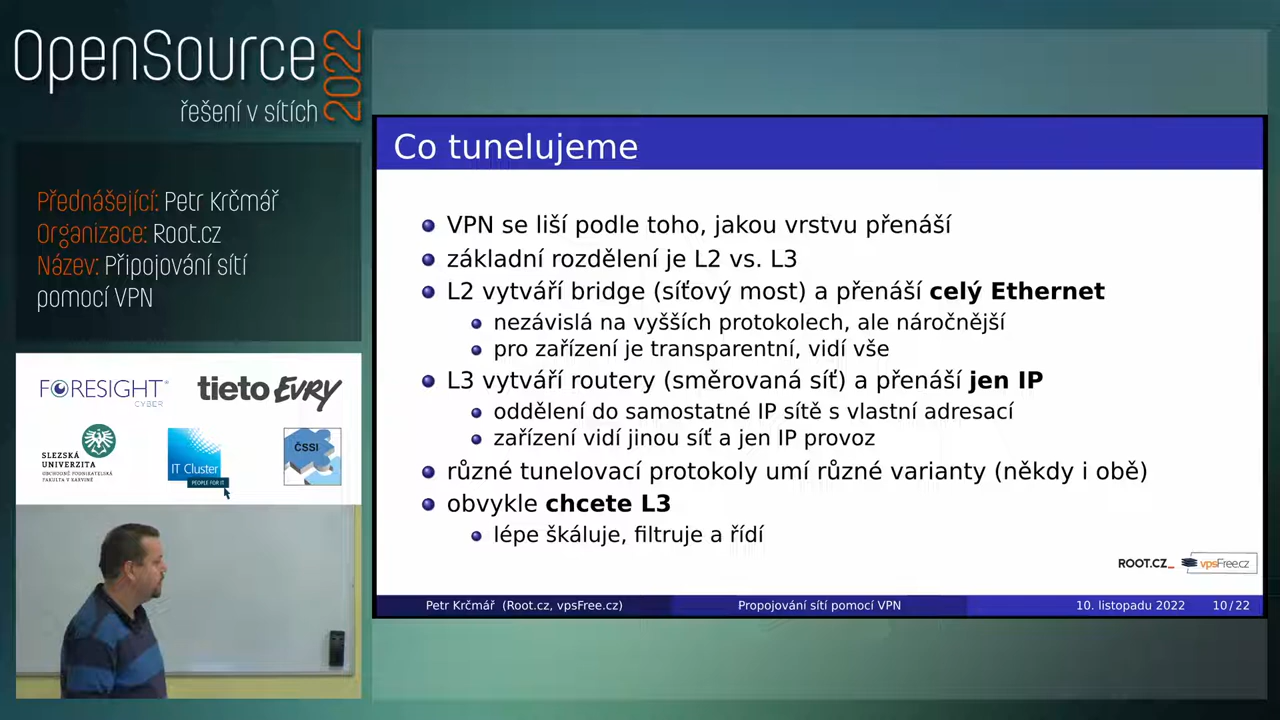 OpenSource
2022
řešení v sítích
Přednášející: Petr Krčmář
Organizace: Root.cz
Název: Připojování sítí
pomocí VPN
FORESIGHT
CYBER
tieto Evry
SLEZSKÁ
UNIVERZITA
OBCHODNĚ PODNIKATELSKÁ
FAKULTA V KARVINÉ
IT Cluster
PEOPLE FOR IT
ČSSI
Co tunelujeme
VPN se liší podle toho, jakou vrstvu přenáší
základní rozdělení je L2 vs. L3
L2 vytváří bridge (síťový most) a přenáší celý Ethernet
nezávislá na vyšších protokolech, ale náročnější
pro zařízení je transparentní, vidí vše
L3 vytváří routery (směrovaná síť) a přenáší jen IP
oddělení do samostatné IP sítě s vlastní adresací
zařízení vidí jinou síť a jen IP provoz
různé tunelovací protokoly umí různé varianty (někdy i obě)
obvykle chcete L3
lépe škáluje, filtruje a řídí
ROOT.CZ_
vpsFree.cz
Petr Krčmář (Root.cz, vpsFree.cz)
Propojování sítí pomocí VPN
10. listopadu 2022
10/22